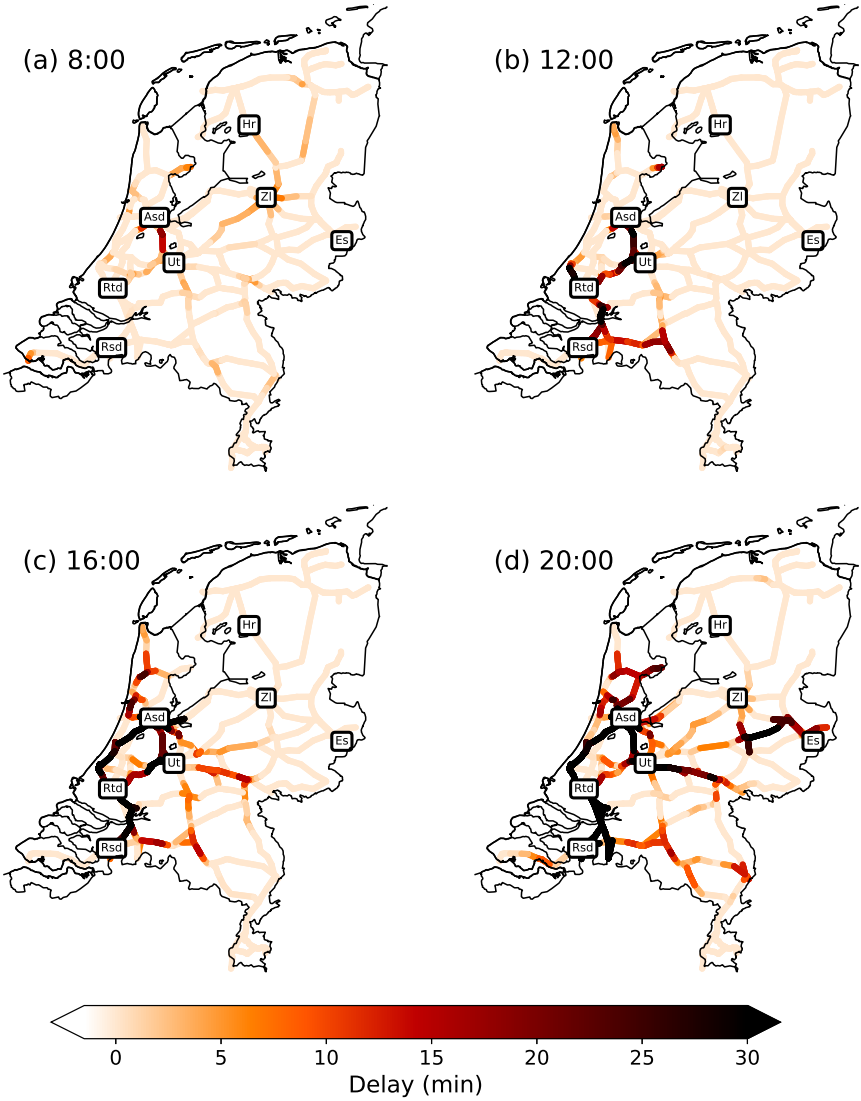 (a) 8:00
Hr
Zl
Asd
Es
Ut
Rtd
Rsd
(b) 12:00
Hr
Zl
Asd
Es
Ut
Rtd
Rsd
(c) 16:00
Hr
Zl
Asd
Es
Ut
Rtd
Rsd
(d) 20:00
Hr
Zl
Asd
Es
Ut
Rtd
Rsd
0 5 10 15 20 25 30
Delay (min)